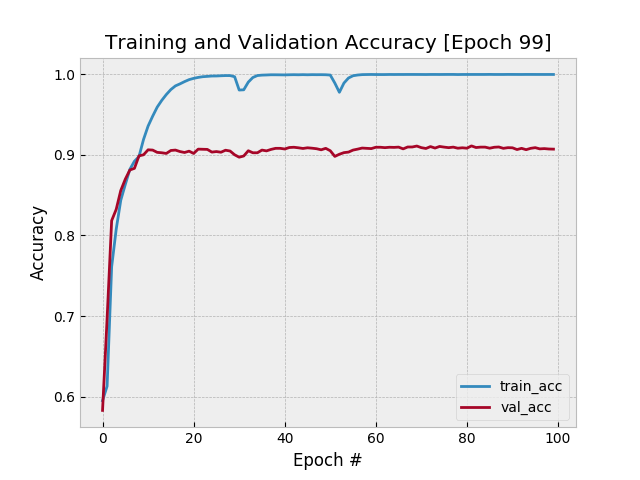 Training and Validation Accuracy [Epoch 99]
1.0
0.9
0.8
0.7
0.6
Accuracy
0
20
40
60
80
100
Epoch #
train_acc
val_acc